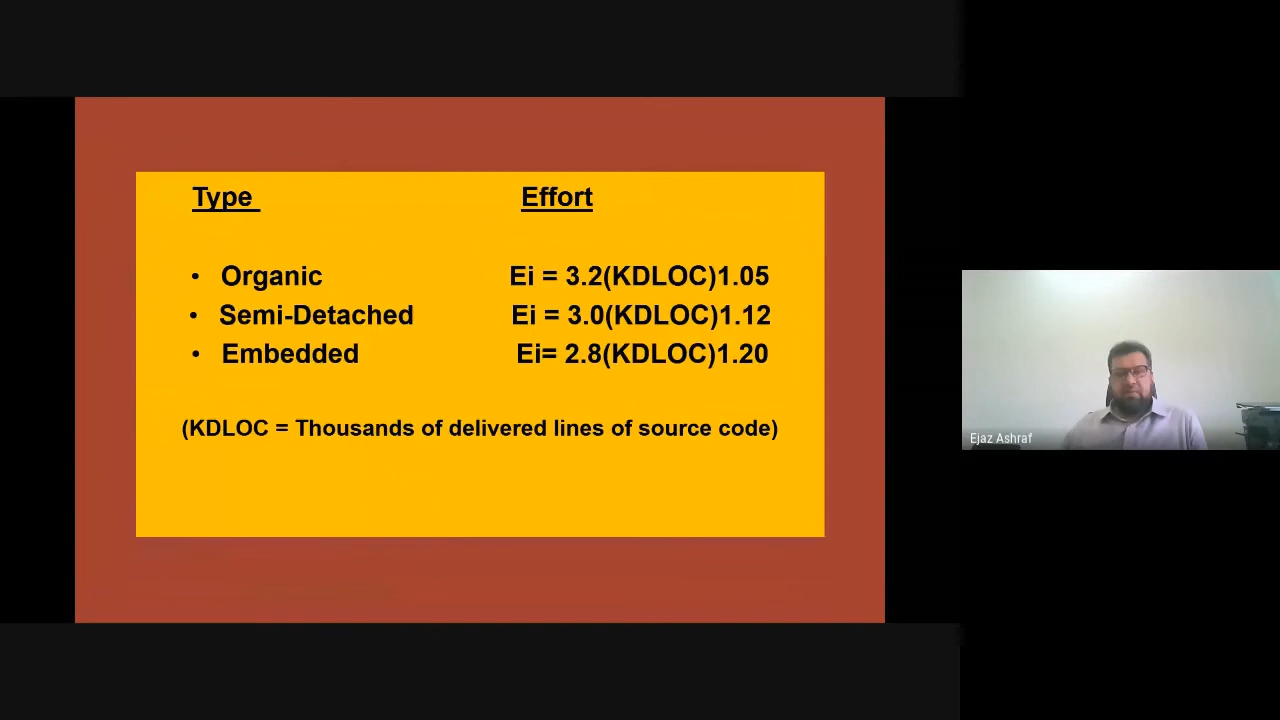 Type Effort
• Organic Ei = 3.2(KDLOC)1.05
• Semi-Detached Ei = 3.0(KDLOC)1.12
• Embedded Ei= 2.8(KDLOC)1.20
(KDLOC = Thousands of delivered lines of source code)
Ejaz Ashraf